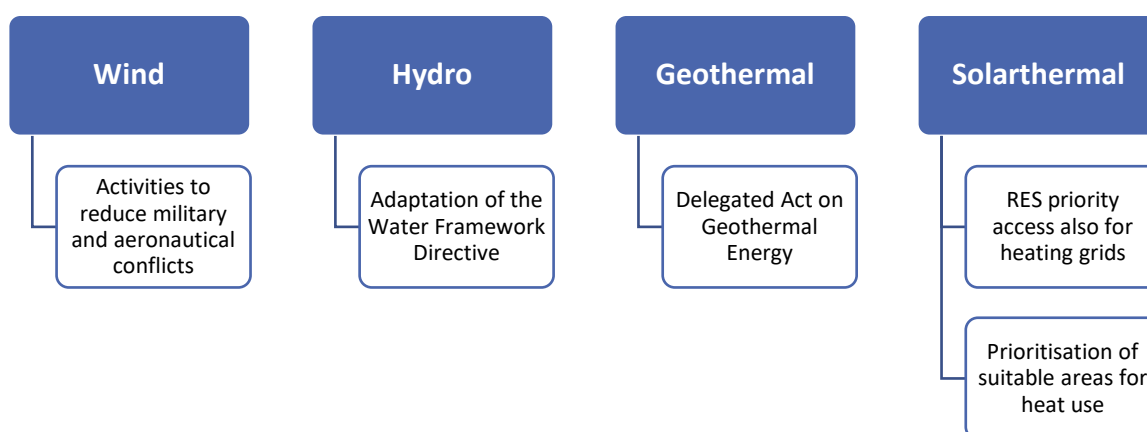 Wind
Activities to
reduce military
and aeronautical
conflicts
Hydro
Adaptation of the
Water Framework
Directive
Geothermal
Delegated Act on
Geothermal
Energy
Solarthermal
RES priority
access also for
heating grids
Prioritisation of
suitable areas for
heat use